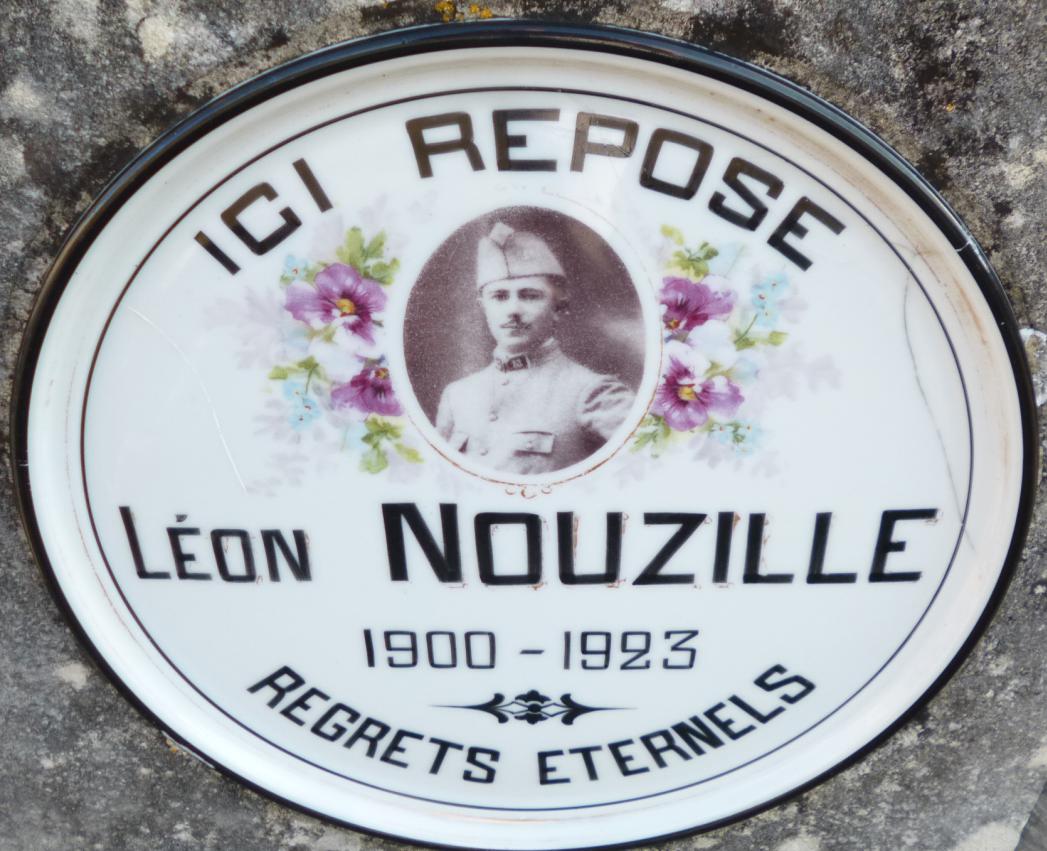 ICI REPOSE
LÉON NOUZILLE
1900 - 1923
REGRETS ETERNELS